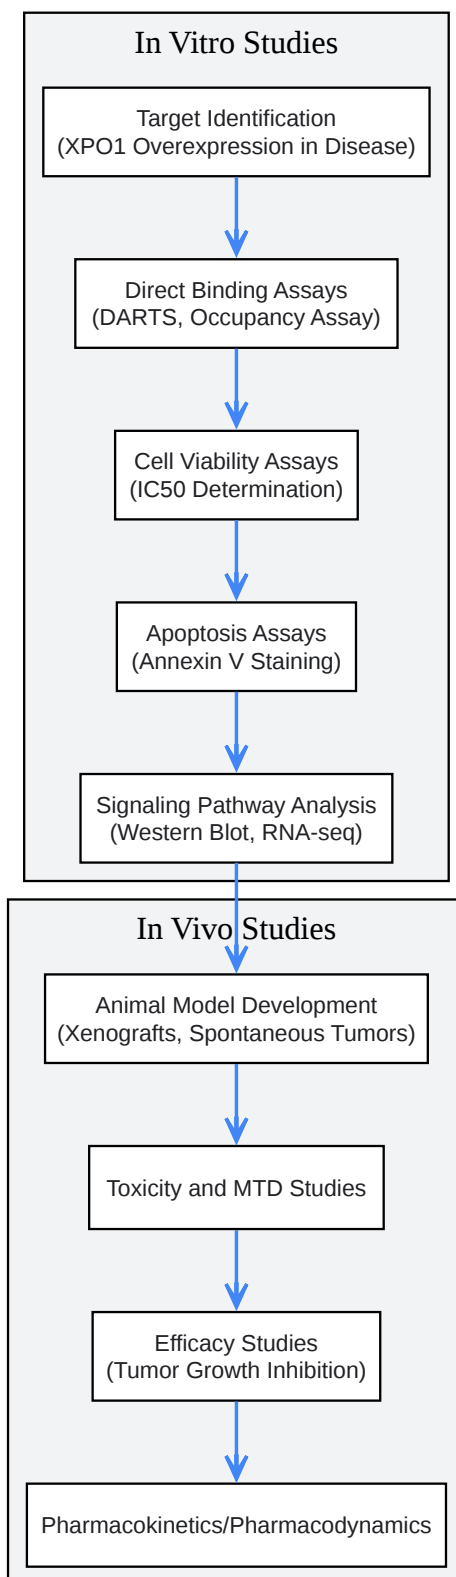 In Vitro Studies
Target Identification
(XPO1 Overexpression in Disease)
Direct Binding Assays
(DARTS, Occupancy Assay)
Cell Viability Assays
(IC50 Determination)
Apoptosis Assays
(Annexin V Staining)
Signaling Pathway Analysis
(Western Blot, RNA-seq)
In Vivo Studies
Animal Model Development
(Xenografts, Spontaneous Tumors)
Toxicity and MTD Studies
Efficacy Studies
(Tumor Growth Inhibition)
Pharmacokinetics/Pharmacodynamics